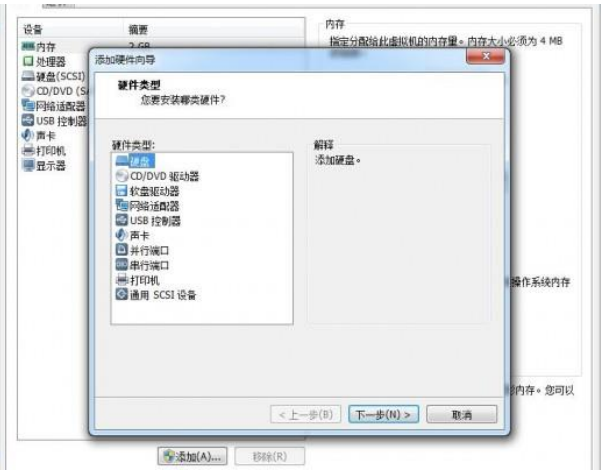 设备 摘要
内存 2 GB
处理器
硬盘(SCSI)
CD/DVD (SA
网络适配器
USB 控制器
声卡
打印机
显示器
内存
指定分配给此虚拟机的内存量。内存大小必须为 4 MB
添加硬件向导
硬件类型
您要安装哪类硬件?
硬件类型:
硬盘
CD/DVD 驱动器
软盘驱动器
网络适配器
USB 控制器
声卡
并行端口
串行端口
打印机
通用 SCSI 设备
解释
添加硬盘。
操作系统内存
内存。您可以
< 上一步(B) 下一步(N) > 取消
添加(A)... 移除(R)